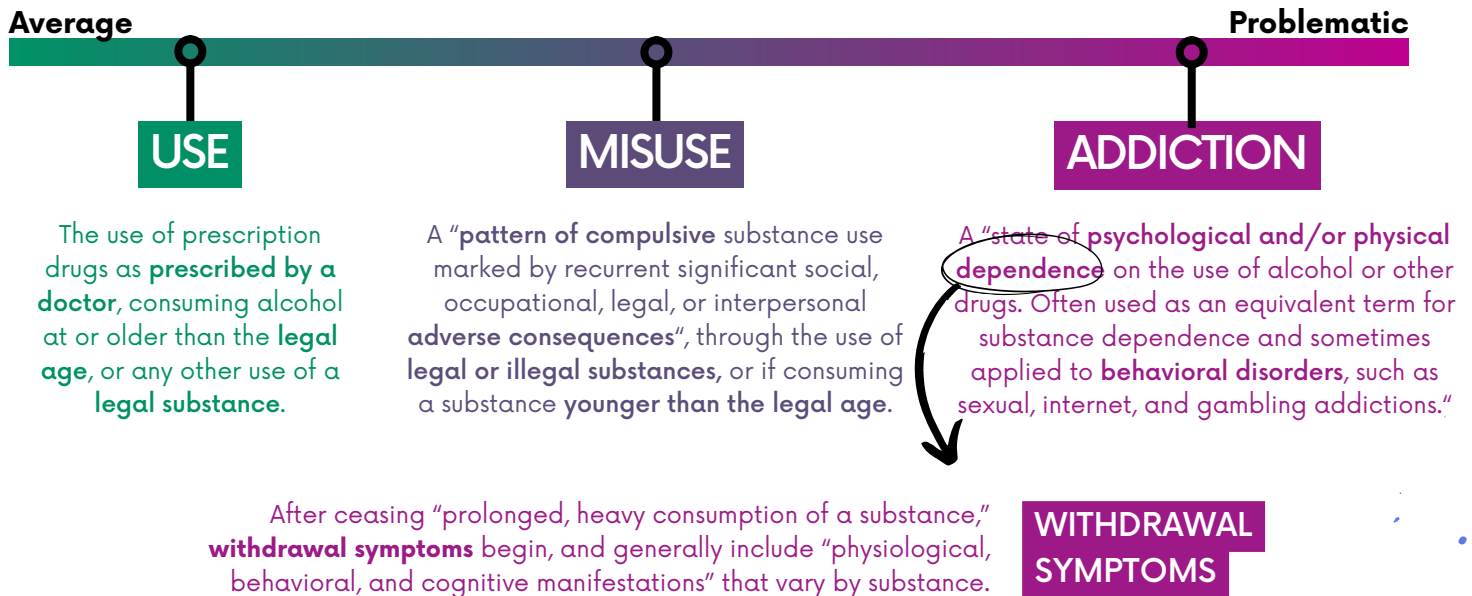 Average
Problematic
USE
The use of prescription
drugs as prescribed by a
doctor, consuming alcohol
at or older than the legal
age, or any other use of a
legal substance.
MISUSE
A “pattern of compulsive substance use
marked by recurrent significant social,
occupational, legal, or interpersonal
adverse consequences“, through the use of
legal or illegal substances, or if consuming
a substance younger than the legal age.
ADDICTION
A “state of psychological and/or physical
dependence on the use of alcohol or other
drugs. Often used as an equivalent term for
substance dependence and sometimes
applied to behavioral disorders, such as
sexual, internet, and gambling addictions.“
After ceasing “prolonged, heavy consumption of a substance,”
withdrawal symptoms begin, and generally include “physiological,
behavioral, and cognitive manifestations” that vary by substance.
WITHDRAWAL
SYMPTOMS